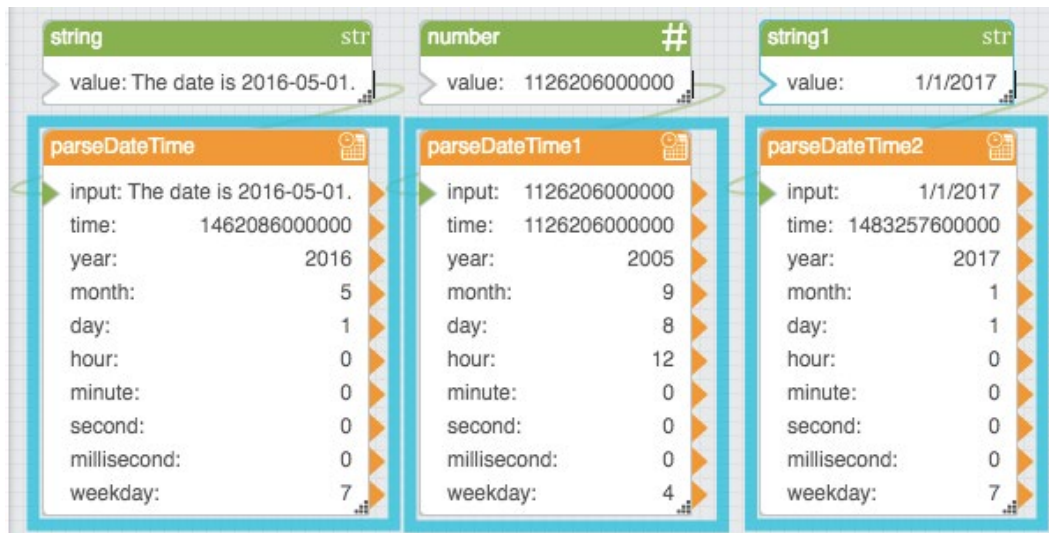 string str
value: The date is 2016-05-01.
number #
value: 1126206000000
string1 str
value: 1/1/2017
parseDateTime
input: The date is 2016-05-01.
time: 1462086000000
year: 2016
month: 5
day: 1
hour: 0
minute: 0
second: 0
millisecond: 0
weekday: 7
parseDateTime1
input: 1126206000000
time: 1126206000000
year: 2005
month: 9
day: 8
hour: 12
minute: 0
second: 0
millisecond: 0
weekday: 4
parseDateTime2
input: 1/1/2017
time: 1483257600000
year: 2017
month: 1
day: 1
hour: 0
minute: 0
second: 0
millisecond: 0
weekday: 7